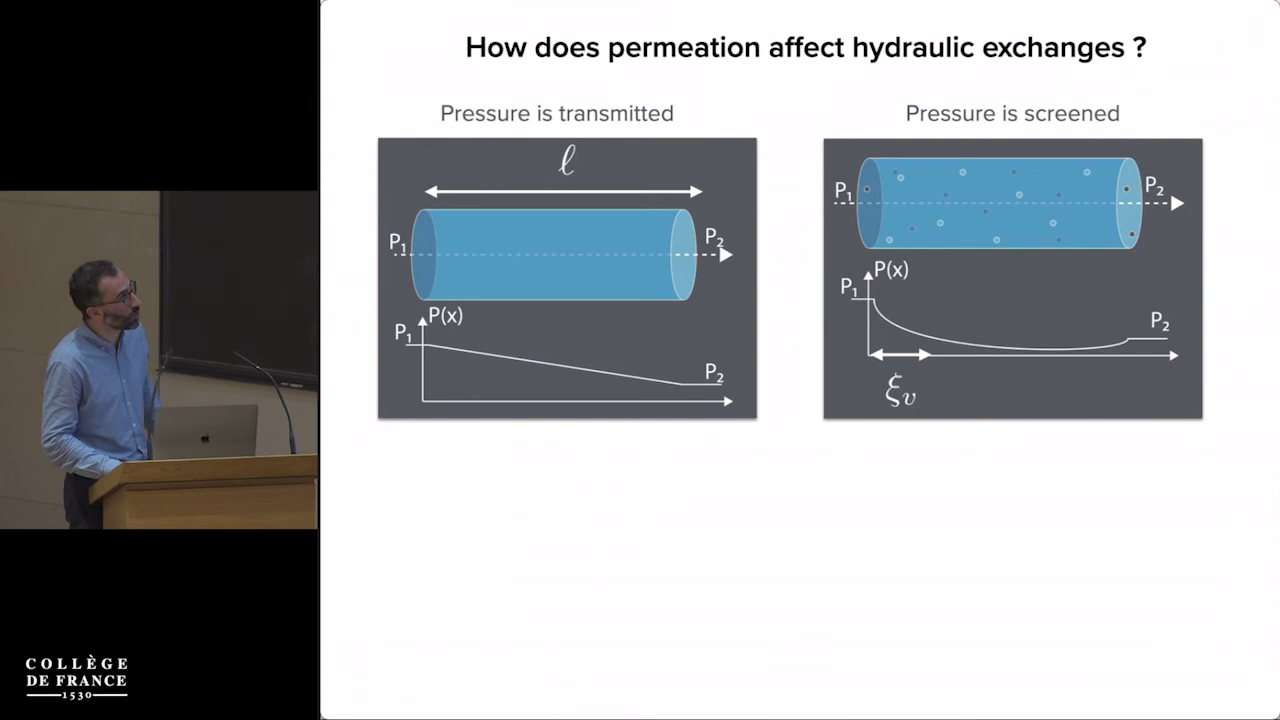 How does permeation affect hydraulic exchanges ?
Pressure is transmitted
ℓ
P₁
P₂
P(x)
P₁
P₂
Pressure is screened
P₁
P₂
P(x)
P₁
P₂
ξᵥ
COLLÈGE
DE FRANCE
1530